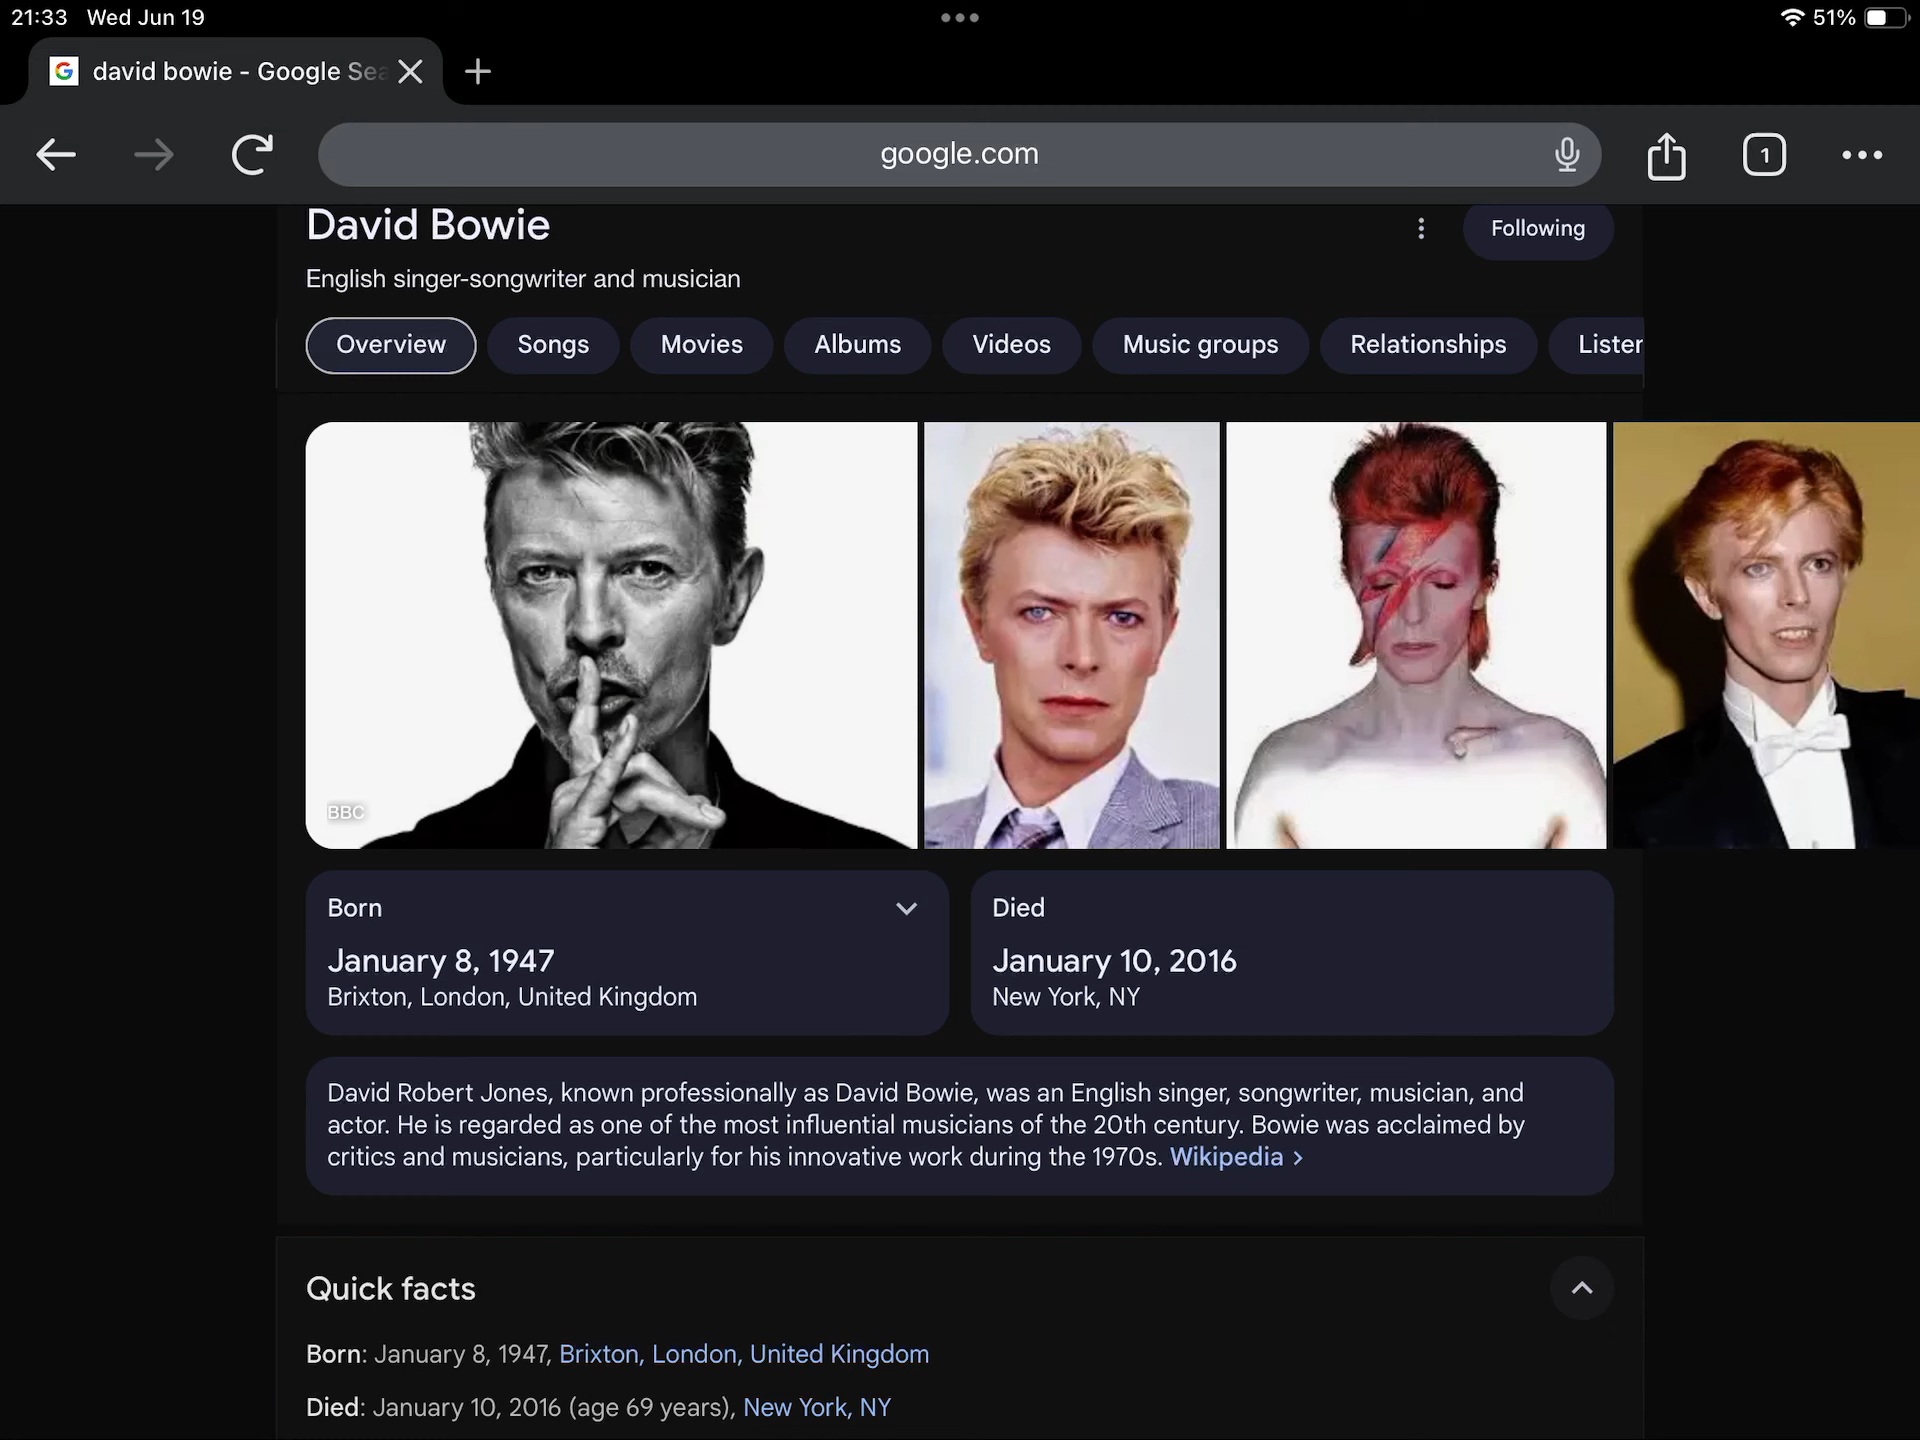 21:33 Wed Jun 19
51%
david bowie - Google Sea
google.com
1
David Bowie
Following
English singer-songwriter and musician
Overview Songs Movies Albums Videos Music groups Relationships Lister
BBC
Born
January 8, 1947
Brixton, London, United Kingdom
Died
January 10, 2016
New York, NY
David Robert Jones, known professionally as David Bowie, was an English singer, songwriter, musician, and
actor. He is regarded as one of the most influential musicians of the 20th century. Bowie was acclaimed by
critics and musicians, particularly for his innovative work during the 1970s. Wikipedia >
Quick facts
Born: January 8, 1947, Brixton, London, United Kingdom
Died: January 10, 2016 (age 69 years), New York, NY